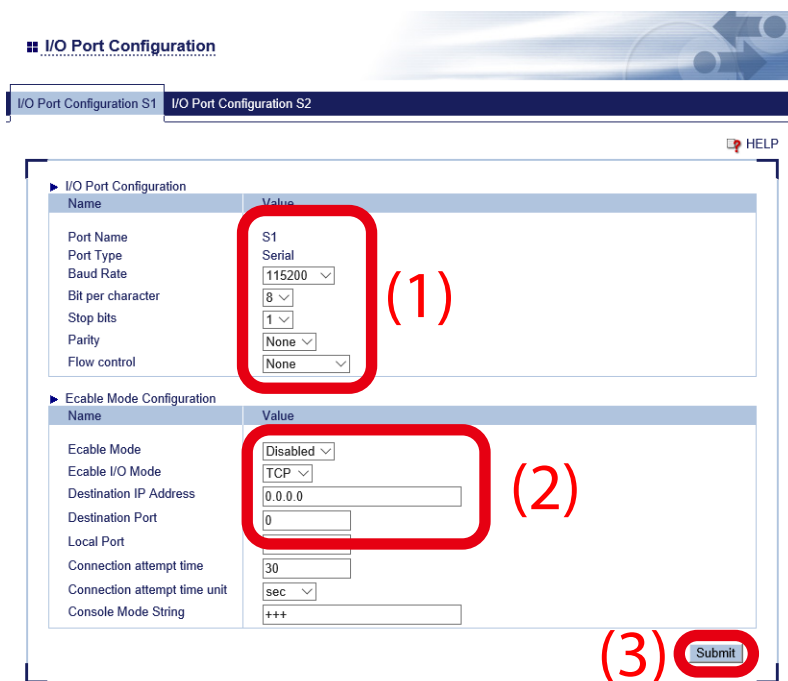 I/O Port Configuration
I/O Port Configuration S1 I/O Port Configuration S2
HELP
I/O Port Configuration
Name Value
Port Name S1
Port Type Serial
Baud Rate 115200
Bit per character 8
Stop bits 1
Parity None
Flow control None
(1)
Ecable Mode Configuration
Name Value
Ecable Mode Disabled
Ecable I/O Mode TCP
Destination IP Address 0.0.0.0
Destination Port 0
Local Port
Connection attempt time 30
Connection attempt time unit sec
Console Mode String +++
(2)
(3) Submit